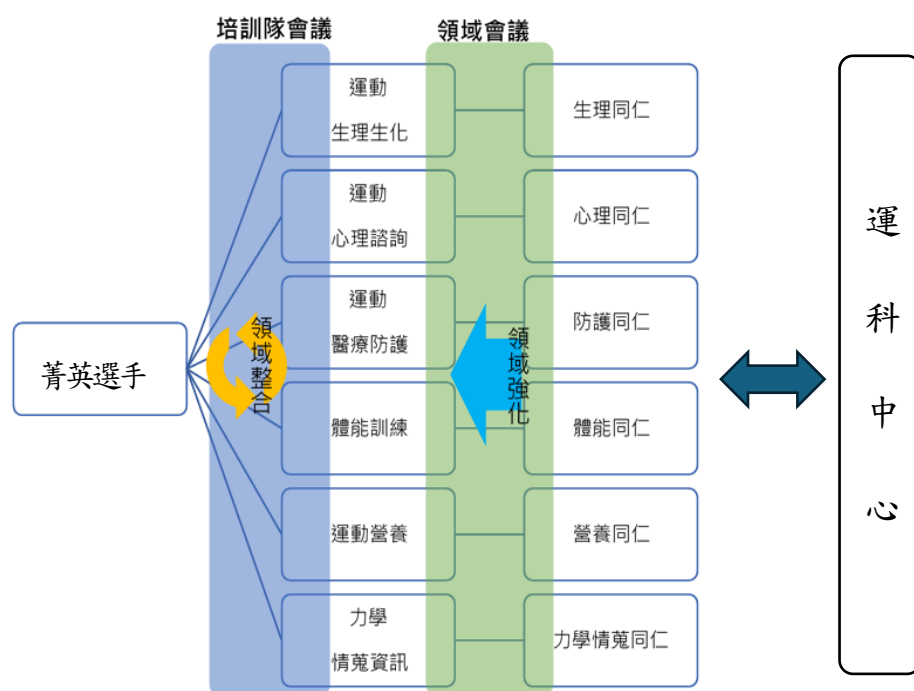 培訓隊會議
領域會議
運動
生理生化
生理同仁
運動
心理諮詢
心理同仁
運動
醫療防護
防護同仁
菁英選手
領域整合
領域強化
體能訓練
體能同仁
運動營養
營養同仁
力學
情蒐資訊
力學情蒐同仁
運科中心